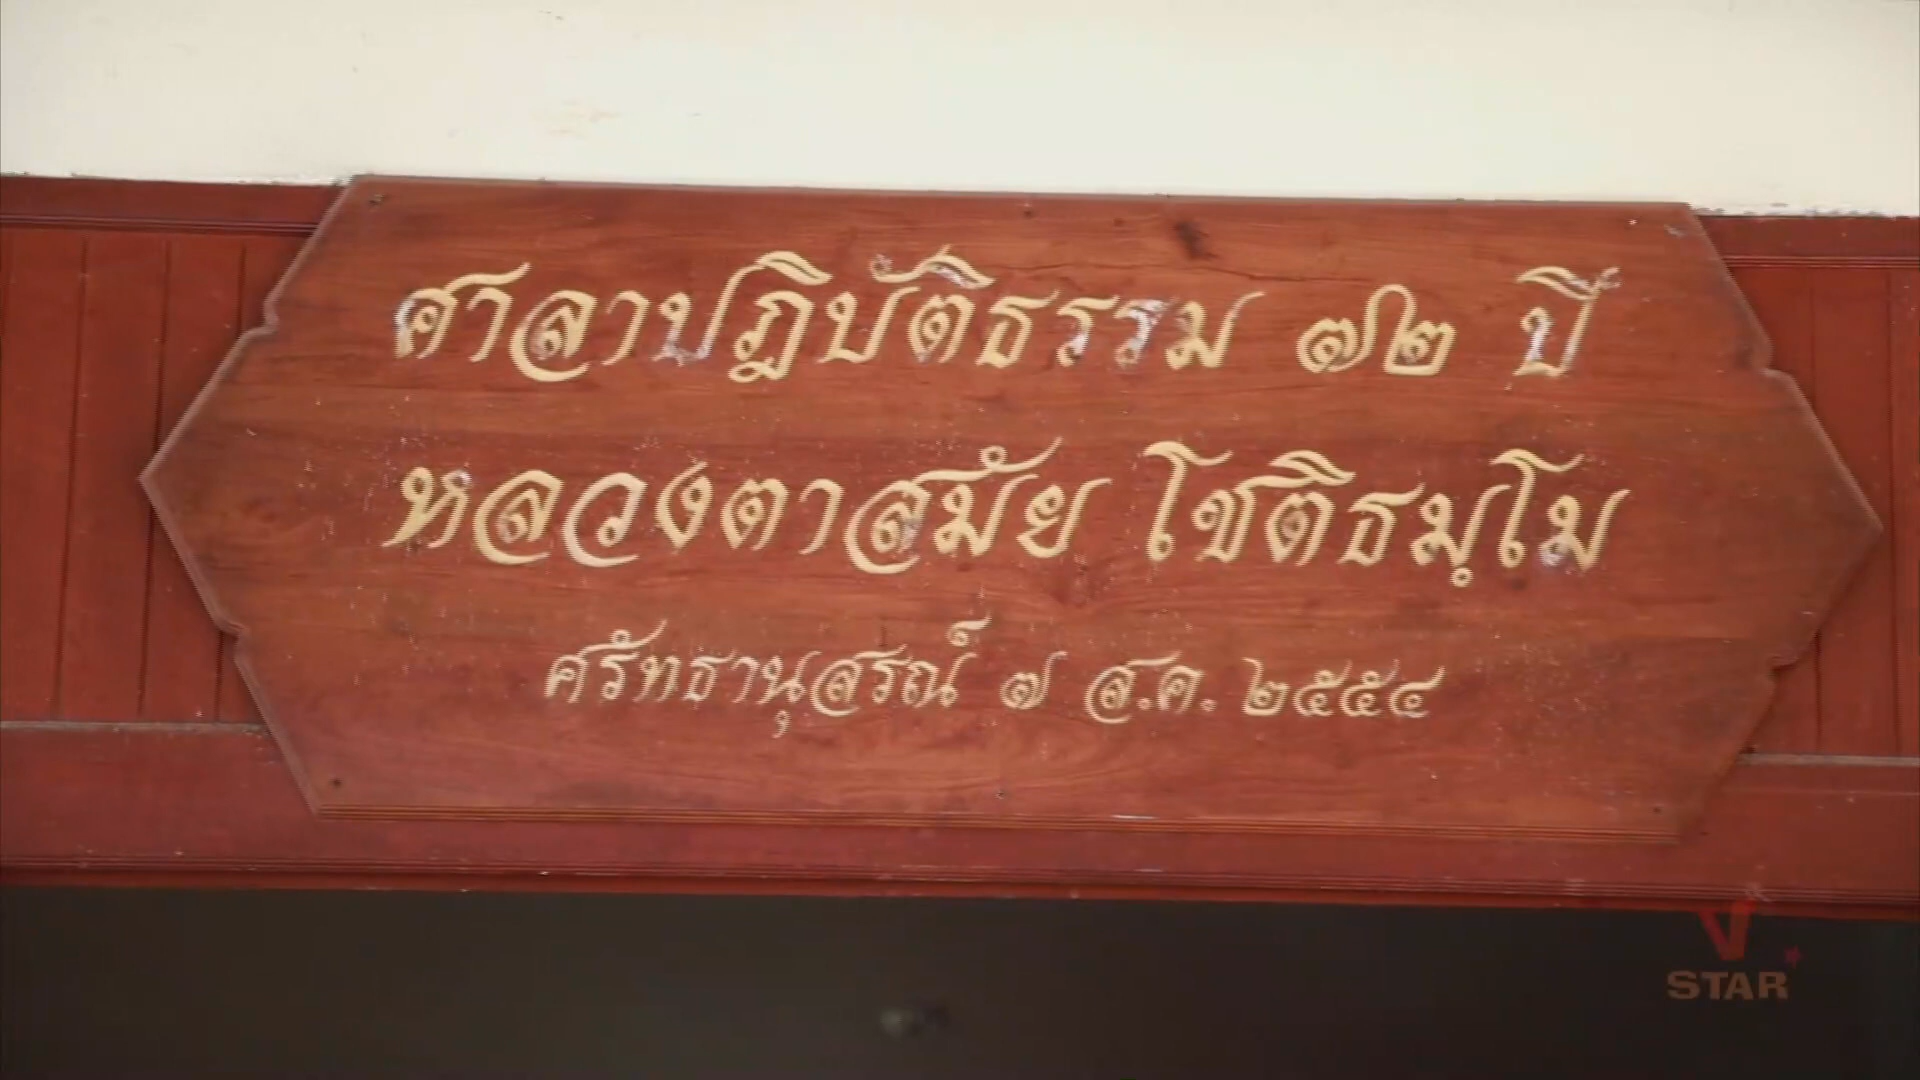 ศาลาปฏิบัติธรรม ๗๒ ปี
หลวงตาสมัย โชติธมฺโม
ศรัทธานุสรณ์ ๗ ส.ค. ๒๕๕๔
V STAR